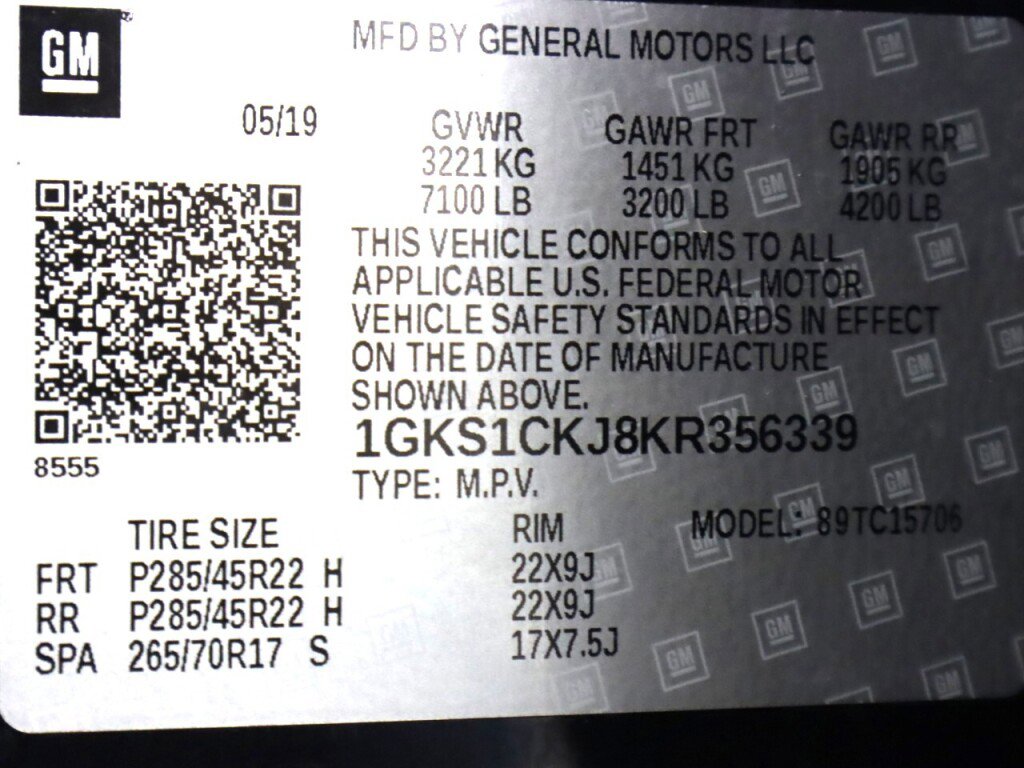 GM
MFD BY GENERAL MOTORS LLC
05/19
GVWR GAWR FRT GAWR RR
3221 KG 1451 KG 1905 KG
7100 LB 3200 LB 4200 LB
THIS VEHICLE CONFORMS TO ALL
APPLICABLE U.S. FEDERAL MOTOR
VEHICLE SAFETY STANDARDS IN EFFECT
ON THE DATE OF MANUFACTURE
SHOWN ABOVE.
1GKS1CKJ8KR356339
8555
TYPE: M.P.V.
TIRE SIZE RIM MODEL: 89TC15706
FRT P285/45R22 H 22X9J
RR P285/45R22 H 22X9J
SPA 265/70R17 S 17X7.5J